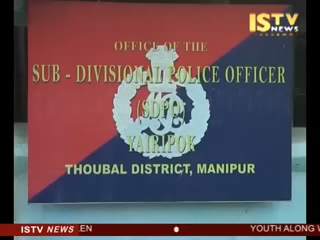 ISTV
NEWS
OFFICE OF THE
SUB - DIVISIONAL POLICE OFFICER
(SDPO)
YAIRIPOK
THOUBAL DISTRICT, MANIPUR
ISTV NEWS .EN YOUTH ALONG W